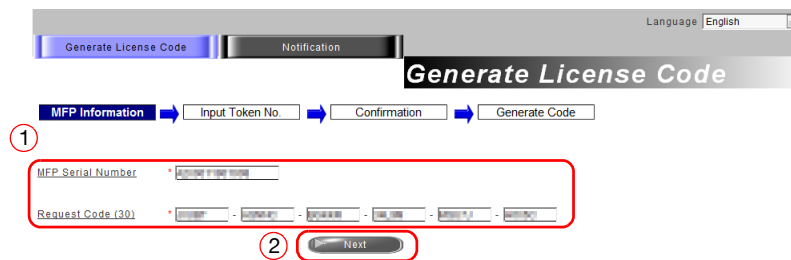 Language English
Generate License Code Notification
Generate License Code
MFP Information Input Token No. Confirmation Generate Code
1
MFP Serial Number *
Request Code (30) * - - - - -
2 Next